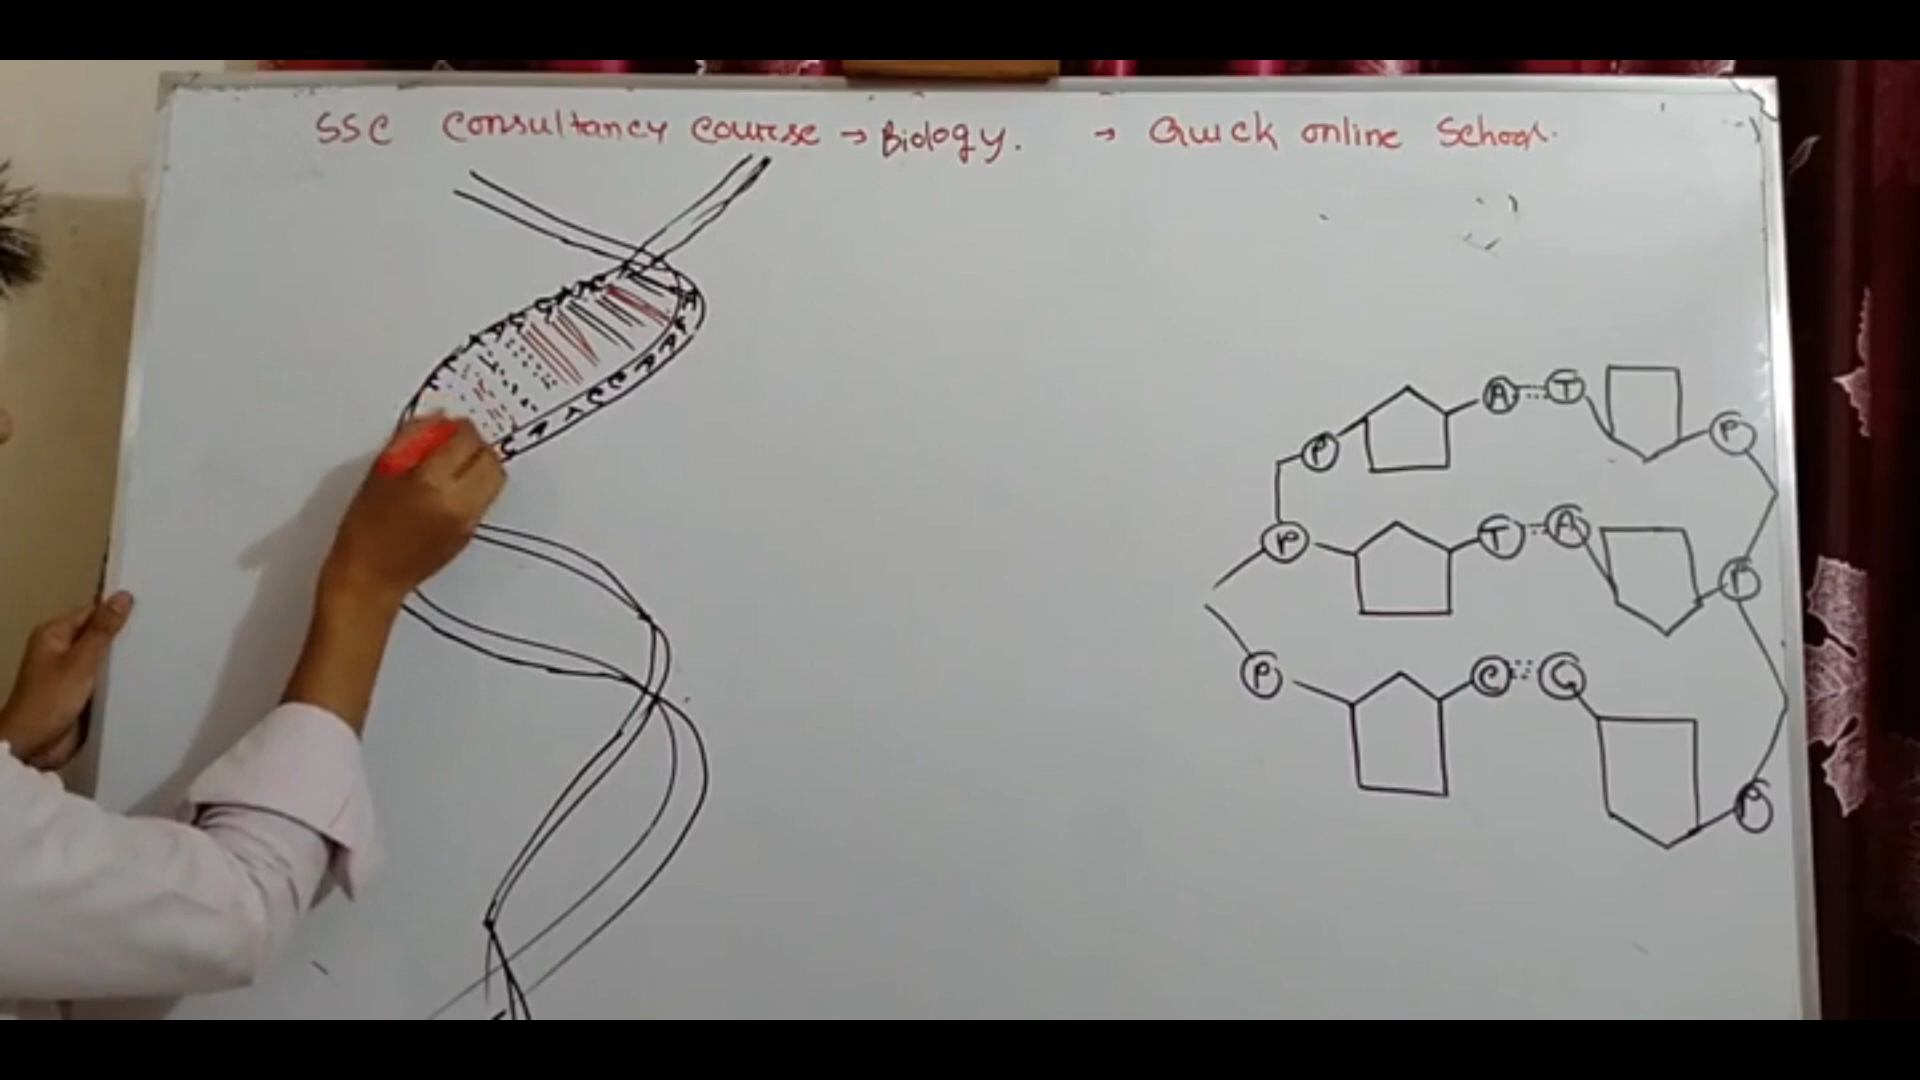 SSC Consultancy Course → Biology. → Quick online School.
P A T P
P T A P
P C G P